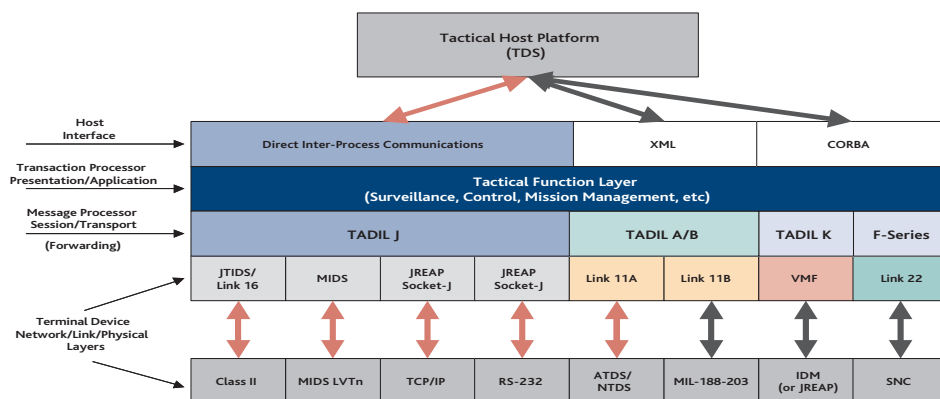 Tactical Host Platform
(TDS)
Host
Interface
Direct Inter-Process Communications
XML
CORBA
Transaction Processor
Presentation/Application
Tactical Function Layer
(Surveillance, Control, Mission Management, etc)
Message Processor
Session/Transport
(Forwarding)
TADIL J
TADIL A/B
TADIL K
F-Series
JTIDS/
Link 16
MIDS
JREAP
Socket-J
JREAP
Socket-J
Link 11A
Link 11B
VMF
Link 22
Terminal Device
Network/Link/Physical
Layers
Class II
MIDS LVTn
TCP/IP
RS-232
ATDS/
NTDS
MIL-188-203
IDM
(or JREAP)
SNC